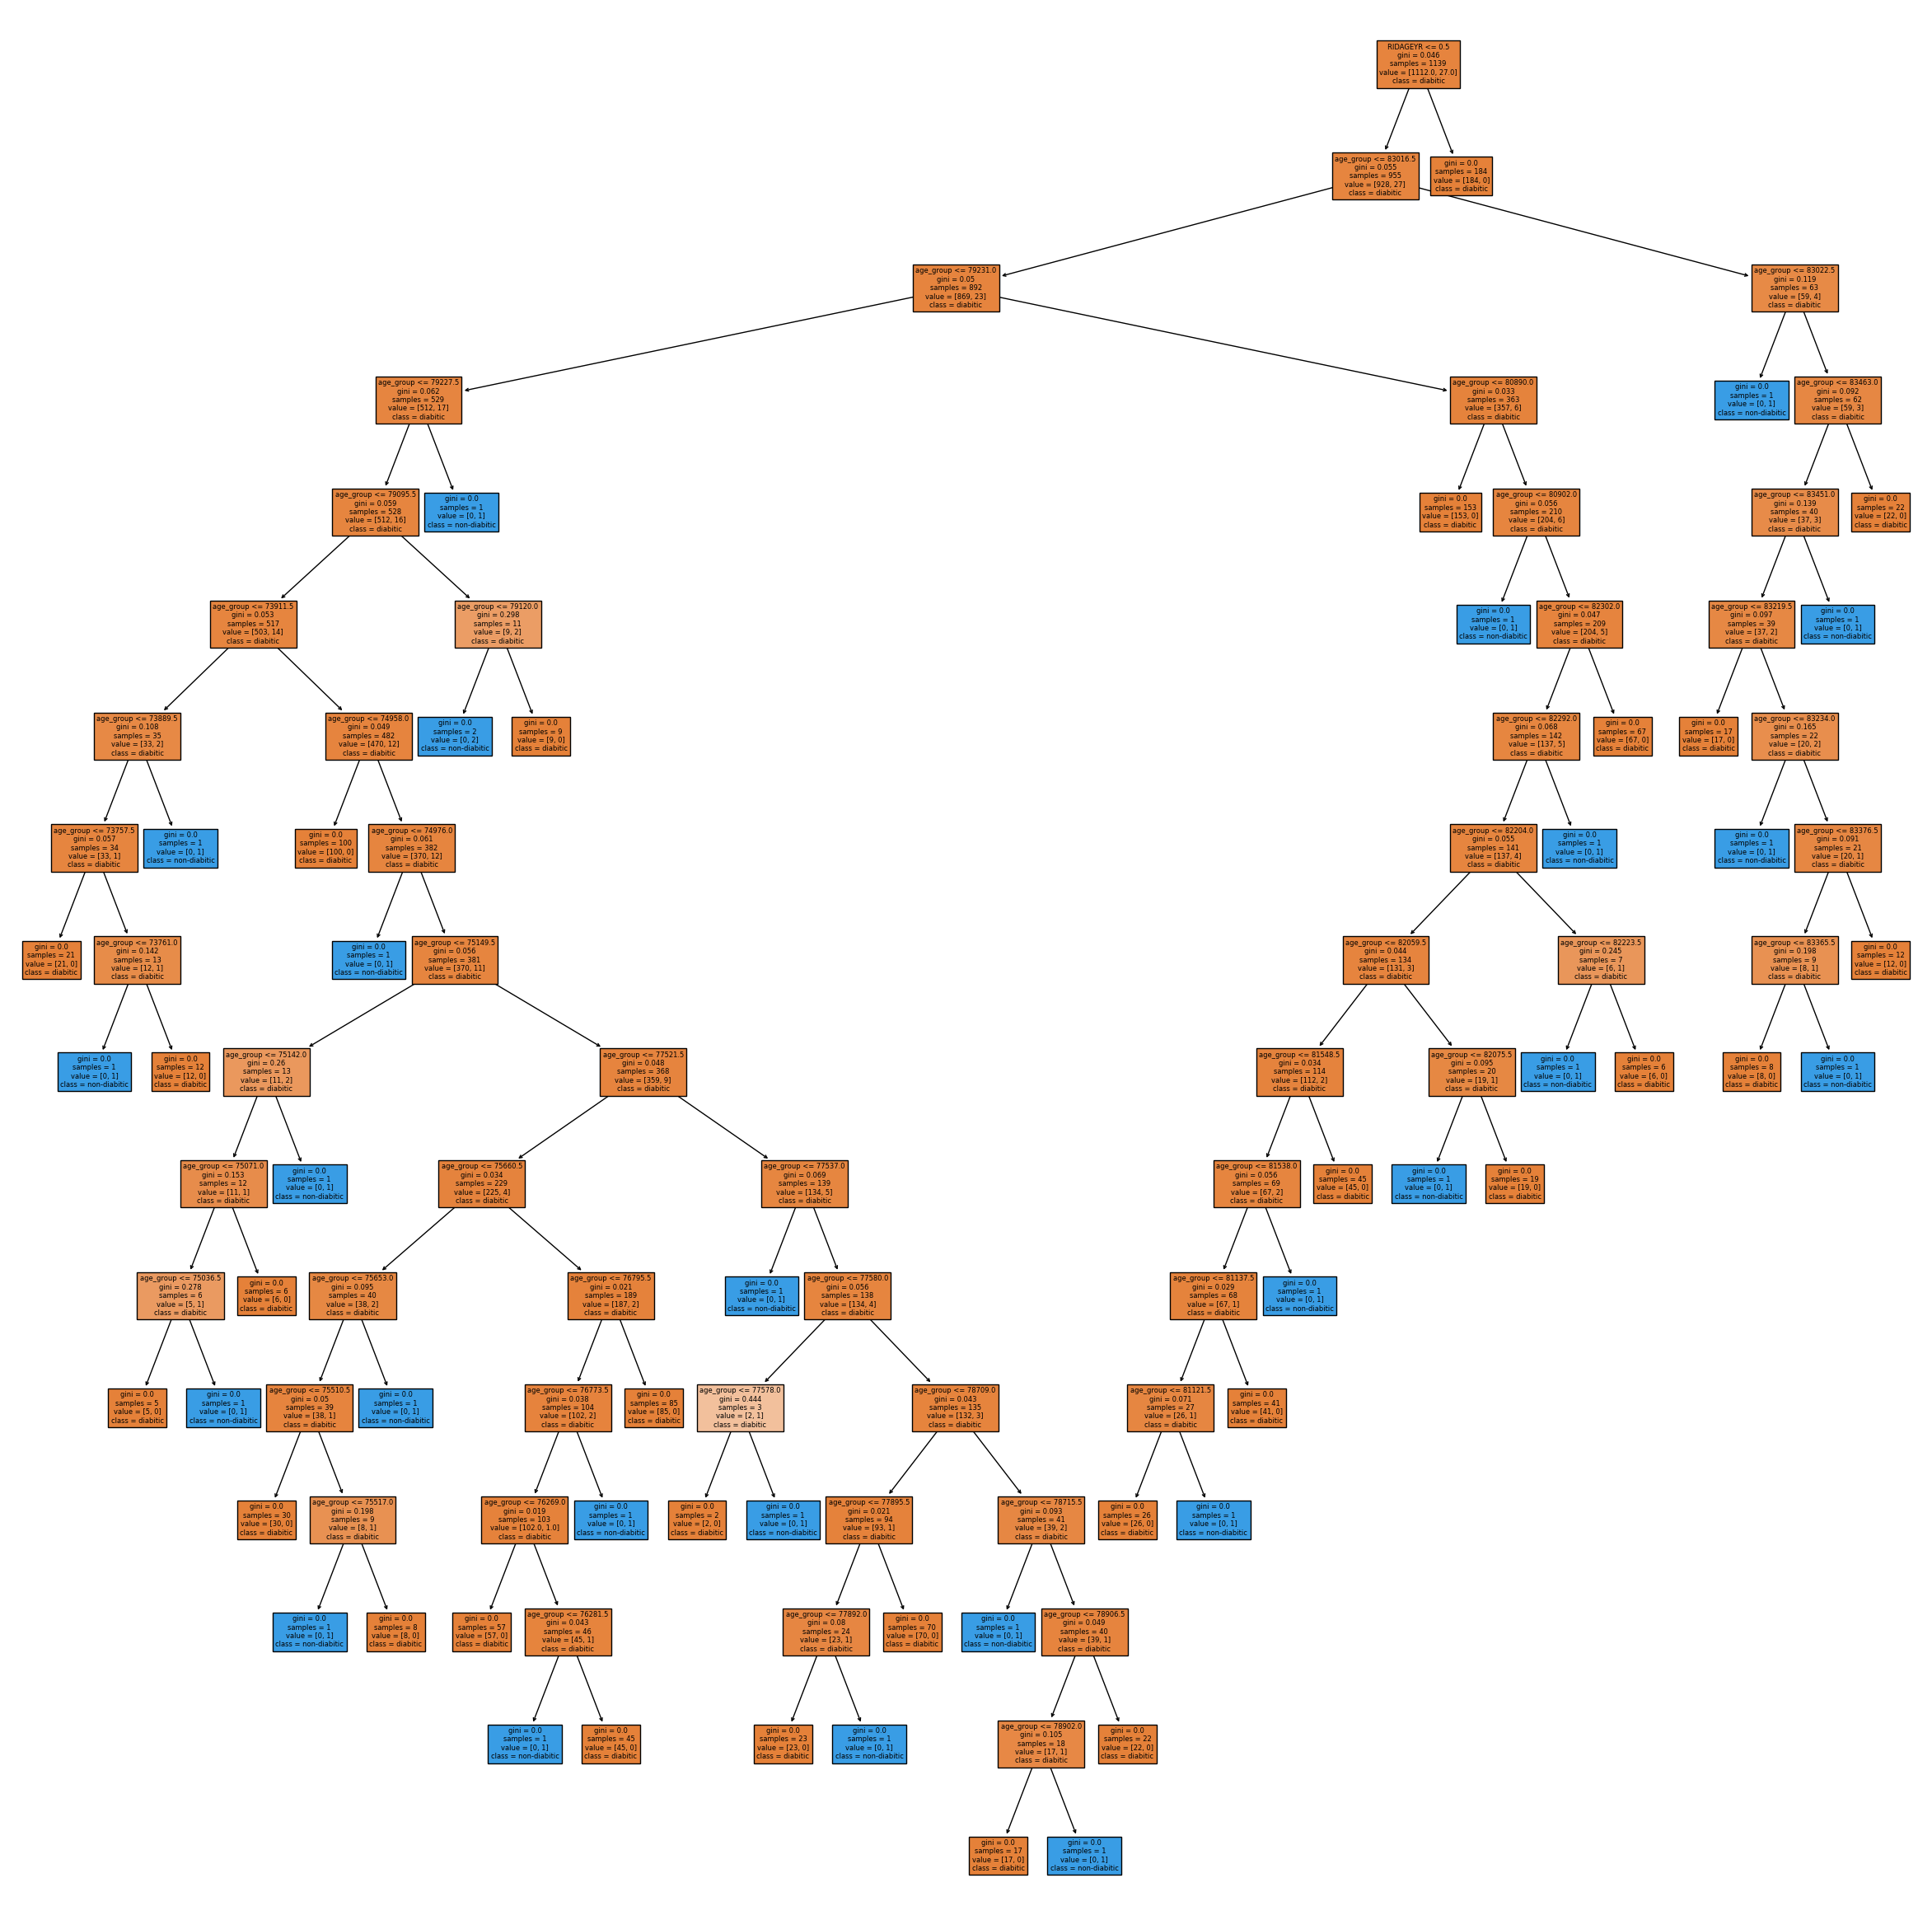 RIDAGEYR <= 0.5
gini = 0.046
samples = 1139
value = [1112.0, 27.0]
class = diabitic
age_group <= 83016.5
gini = 0.055
samples = 955
value = [928, 27]
class = diabitic
gini = 0.0
samples = 184
value = [184, 0]
class = diabitic
age_group <= 79231.0
gini = 0.05
samples = 892
value = [869, 23]
class = diabitic
age_group <= 83022.5
gini = 0.119
samples = 63
value = [59, 4]
class = diabitic
age_group <= 79227.5
gini = 0.062
samples = 529
value = [512, 17]
class = diabitic
age_group <= 80890.0
gini = 0.033
samples = 363
value = [357, 6]
class = diabitic
gini = 0.0
samples = 1
value = [0, 1]
class = non-diabitic
age_group <= 83463.0
gini = 0.092
samples = 62
value = [59, 3]
class = diabitic
age_group <= 79095.5
gini = 0.059
samples = 528
value = [512, 16]
class = diabitic
gini = 0.0
samples = 1
value = [0, 1]
class = non-diabitic
gini = 0.0
samples = 153
value = [153, 0]
class = diabitic
age_group <= 80902.0
gini = 0.056
samples = 210
value = [204, 6]
class = diabitic
age_group <= 83451.0
gini = 0.139
samples = 40
value = [37, 3]
class = diabitic
gini = 0.0
samples = 22
value = [22, 0]
class = diabitic
age_group <= 73911.5
gini = 0.053
samples = 517
value = [503, 14]
class = diabitic
age_group <= 79120.0
gini = 0.298
samples = 11
value = [9, 2]
class = diabitic
gini = 0.0
samples = 1
value = [0, 1]
class = non-diabitic
age_group <= 82302.0
gini = 0.047
samples = 209
value = [204, 5]
class = diabitic
age_group <= 83219.5
gini = 0.097
samples = 39
value = [37, 2]
class = diabitic
gini = 0.0
samples = 1
value = [0, 1]
class = non-diabitic
age_group <= 73889.5
gini = 0.108
samples = 35
value = [33, 2]
class = diabitic
age_group <= 74958.0
gini = 0.049
samples = 482
value = [470, 12]
class = diabitic
gini = 0.0
samples = 2
value = [0, 2]
class = non-diabitic
gini = 0.0
samples = 9
value = [9, 0]
class = diabitic
age_group <= 82292.0
gini = 0.068
samples = 142
value = [137, 5]
class = diabitic
gini = 0.0
samples = 67
value = [67, 0]
class = diabitic
gini = 0.0
samples = 17
value = [17, 0]
class = diabitic
age_group <= 83234.0
gini = 0.165
samples = 22
value = [20, 2]
class = diabitic
age_group <= 73757.5
gini = 0.057
samples = 34
value = [33, 1]
class = diabitic
gini = 0.0
samples = 1
value = [0, 1]
class = non-diabitic
gini = 0.0
samples = 100
value = [100, 0]
class = diabitic
age_group <= 74976.0
gini = 0.061
samples = 382
value = [370, 12]
class = diabitic
age_group <= 82204.0
gini = 0.055
samples = 141
value = [137, 4]
class = diabitic
gini = 0.0
samples = 1
value = [0, 1]
class = non-diabitic
gini = 0.0
samples = 1
value = [0, 1]
class = non-diabitic
age_group <= 83376.5
gini = 0.091
samples = 21
value = [20, 1]
class = diabitic
gini = 0.0
samples = 21
value = [21, 0]
class = diabitic
age_group <= 73761.0
gini = 0.142
samples = 13
value = [12, 1]
class = diabitic
gini = 0.0
samples = 1
value = [0, 1]
class = non-diabitic
age_group <= 75149.5
gini = 0.056
samples = 381
value = [370, 11]
class = diabitic
age_group <= 82059.5
gini = 0.044
samples = 134
value = [131, 3]
class = diabitic
age_group <= 82223.5
gini = 0.245
samples = 7
value = [6, 1]
class = diabitic
age_group <= 83365.5
gini = 0.198
samples = 9
value = [8, 1]
class = diabitic
gini = 0.0
samples = 12
value = [12, 0]
class = diabitic
gini = 0.0
samples = 1
value = [0, 1]
class = non-diabitic
gini = 0.0
samples = 12
value = [12, 0]
class = diabitic
age_group <= 75142.0
gini = 0.26
samples = 13
value = [11, 2]
class = diabitic
age_group <= 77521.5
gini = 0.048
samples = 368
value = [359, 9]
class = diabitic
age_group <= 81548.5
gini = 0.034
samples = 114
value = [112, 2]
class = diabitic
age_group <= 82075.5
gini = 0.095
samples = 20
value = [19, 1]
class = diabitic
gini = 0.0
samples = 1
value = [0, 1]
class = non-diabitic
gini = 0.0
samples = 6
value = [6, 0]
class = diabitic
gini = 0.0
samples = 8
value = [8, 0]
class = diabitic
gini = 0.0
samples = 1
value = [0, 1]
class = non-diabitic
age_group <= 75071.0
gini = 0.153
samples = 12
value = [11, 1]
class = diabitic
gini = 0.0
samples = 1
value = [0, 1]
class = non-diabitic
age_group <= 75660.5
gini = 0.034
samples = 229
value = [225, 4]
class = diabitic
age_group <= 77537.0
gini = 0.069
samples = 139
value = [134, 5]
class = diabitic
age_group <= 81538.0
gini = 0.056
samples = 69
value = [67, 2]
class = diabitic
gini = 0.0
samples = 45
value = [45, 0]
class = diabitic
gini = 0.0
samples = 1
value = [0, 1]
class = non-diabitic
gini = 0.0
samples = 19
value = [19, 0]
class = diabitic
age_group <= 75036.5
gini = 0.278
samples = 6
value = [5, 1]
class = diabitic
gini = 0.0
samples = 6
value = [6, 0]
class = diabitic
age_group <= 75653.0
gini = 0.095
samples = 40
value = [38, 2]
class = diabitic
age_group <= 76795.5
gini = 0.021
samples = 189
value = [187, 2]
class = diabitic
gini = 0.0
samples = 1
value = [0, 1]
class = non-diabitic
age_group <= 77580.0
gini = 0.056
samples = 138
value = [134, 4]
class = diabitic
age_group <= 81137.5
gini = 0.029
samples = 68
value = [67, 1]
class = diabitic
gini = 0.0
samples = 1
value = [0, 1]
class = non-diabitic
gini = 0.0
samples = 5
value = [5, 0]
class = diabitic
gini = 0.0
samples = 1
value = [0, 1]
class = non-diabitic
age_group <= 75510.5
gini = 0.05
samples = 39
value = [38, 1]
class = diabitic
gini = 0.0
samples = 1
value = [0, 1]
class = non-diabitic
age_group <= 76773.5
gini = 0.038
samples = 104
value = [102, 2]
class = diabitic
gini = 0.0
samples = 85
value = [85, 0]
class = diabitic
age_group <= 77578.0
gini = 0.444
samples = 3
value = [2, 1]
class = diabitic
age_group <= 78709.0
gini = 0.043
samples = 135
value = [132, 3]
class = diabitic
age_group <= 81121.5
gini = 0.071
samples = 27
value = [26, 1]
class = diabitic
gini = 0.0
samples = 41
value = [41, 0]
class = diabitic
gini = 0.0
samples = 30
value = [30, 0]
class = diabitic
age_group <= 75517.0
gini = 0.198
samples = 9
value = [8, 1]
class = diabitic
age_group <= 76269.0
gini = 0.019
samples = 103
value = [102.0, 1.0]
class = diabitic
gini = 0.0
samples = 1
value = [0, 1]
class = non-diabitic
gini = 0.0
samples = 2
value = [2, 0]
class = diabitic
gini = 0.0
samples = 1
value = [0, 1]
class = non-diabitic
age_group <= 77895.5
gini = 0.021
samples = 94
value = [93, 1]
class = diabitic
age_group <= 78715.5
gini = 0.093
samples = 41
value = [39, 2]
class = diabitic
gini = 0.0
samples = 26
value = [26, 0]
class = diabitic
gini = 0.0
samples = 1
value = [0, 1]
class = non-diabitic
gini = 0.0
samples = 1
value = [0, 1]
class = non-diabitic
gini = 0.0
samples = 8
value = [8, 0]
class = diabitic
gini = 0.0
samples = 57
value = [57, 0]
class = diabitic
age_group <= 76281.5
gini = 0.043
samples = 46
value = [45, 1]
class = diabitic
age_group <= 77892.0
gini = 0.08
samples = 24
value = [23, 1]
class = diabitic
gini = 0.0
samples = 70
value = [70, 0]
class = diabitic
gini = 0.0
samples = 1
value = [0, 1]
class = non-diabitic
age_group <= 78906.5
gini = 0.049
samples = 40
value = [39, 1]
class = diabitic
gini = 0.0
samples = 1
value = [0, 1]
class = non-diabitic
gini = 0.0
samples = 45
value = [45, 0]
class = diabitic
gini = 0.0
samples = 23
value = [23, 0]
class = diabitic
gini = 0.0
samples = 1
value = [0, 1]
class = non-diabitic
age_group <= 78902.0
gini = 0.105
samples = 18
value = [17, 1]
class = diabitic
gini = 0.0
samples = 22
value = [22, 0]
class = diabitic
gini = 0.0
samples = 17
value = [17, 0]
class = diabitic
gini = 0.0
samples = 1
value = [0, 1]
class = non-diabitic